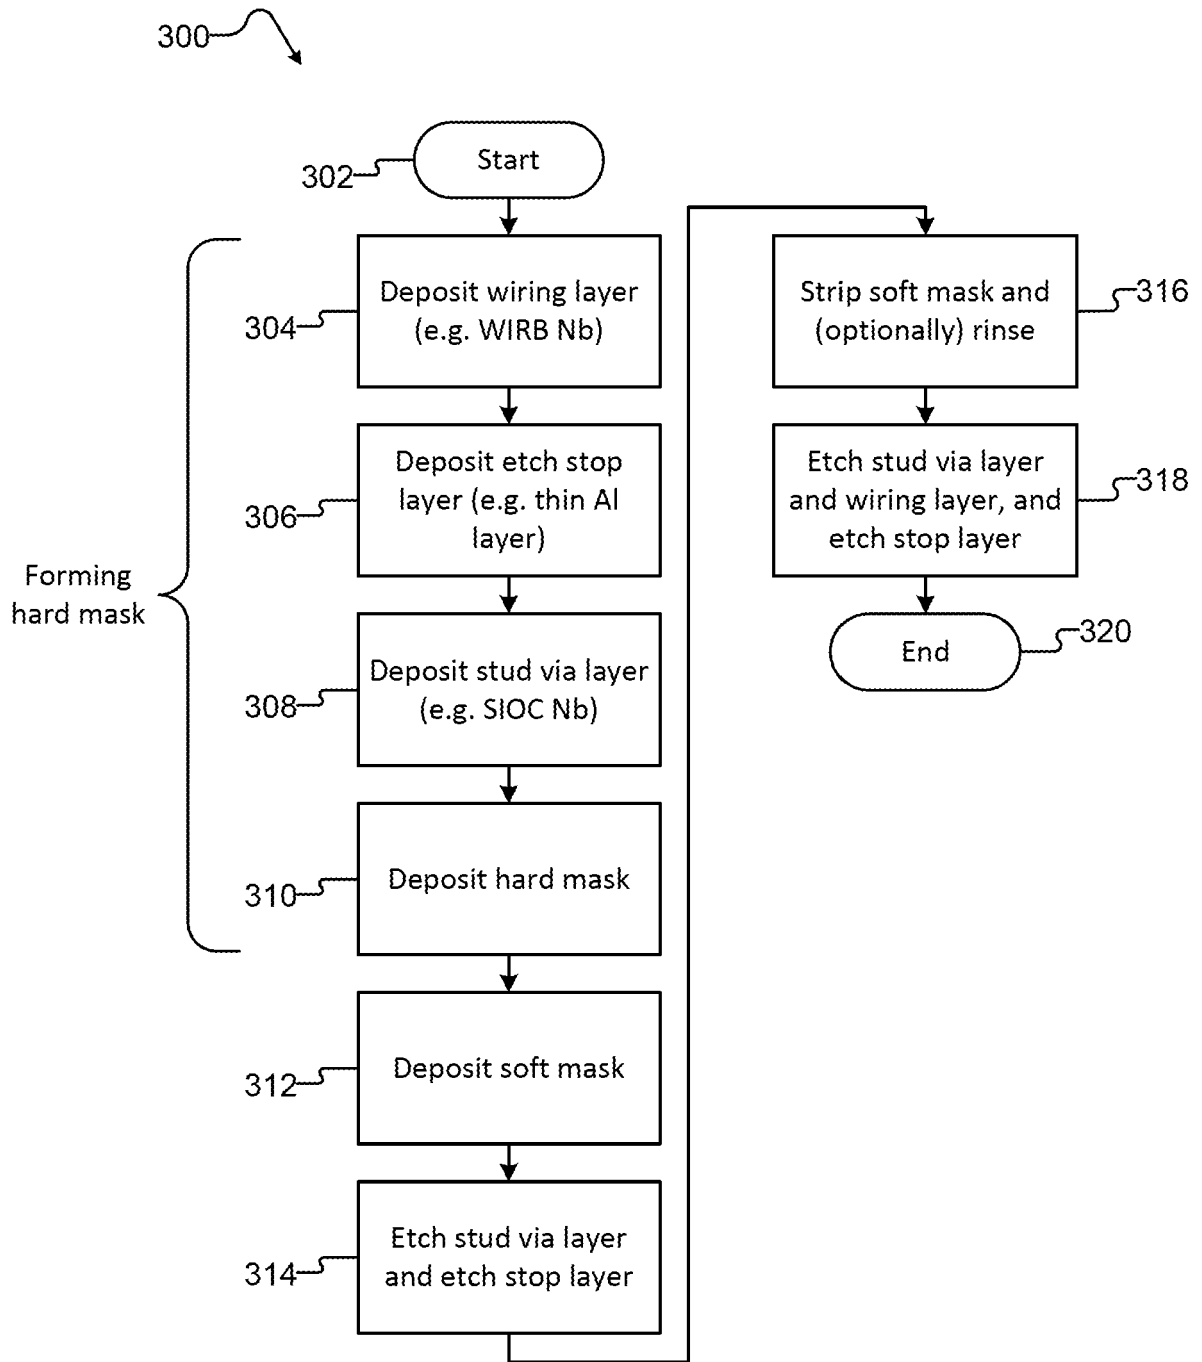 300
302
Start
304
Deposit wiring layer
(e.g. WIRB Nb)
306
Deposit etch stop
layer (e.g. thin Al
layer)
Forming
hard mask
308
Deposit stud via layer
(e.g. SIOC Nb)
310
Deposit hard mask
312
Deposit soft mask
314
Etch stud via layer
and etch stop layer
Strip soft mask and
(optionally) rinse
316
Etch stud via layer
and wiring layer, and
etch stop layer
318
End
320